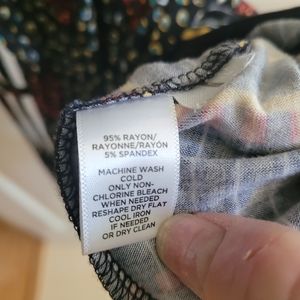 95% RAYON/
RAYONNE/RAYÓN
5% SPANDEX
MACHINE WASH
COLD
ONLY NON-
CHLORINE BLEACH
WHEN NEEDED
RESHAPE DRY FLAT
COOL IRON
IF NEEDED
OR DRY CLEAN